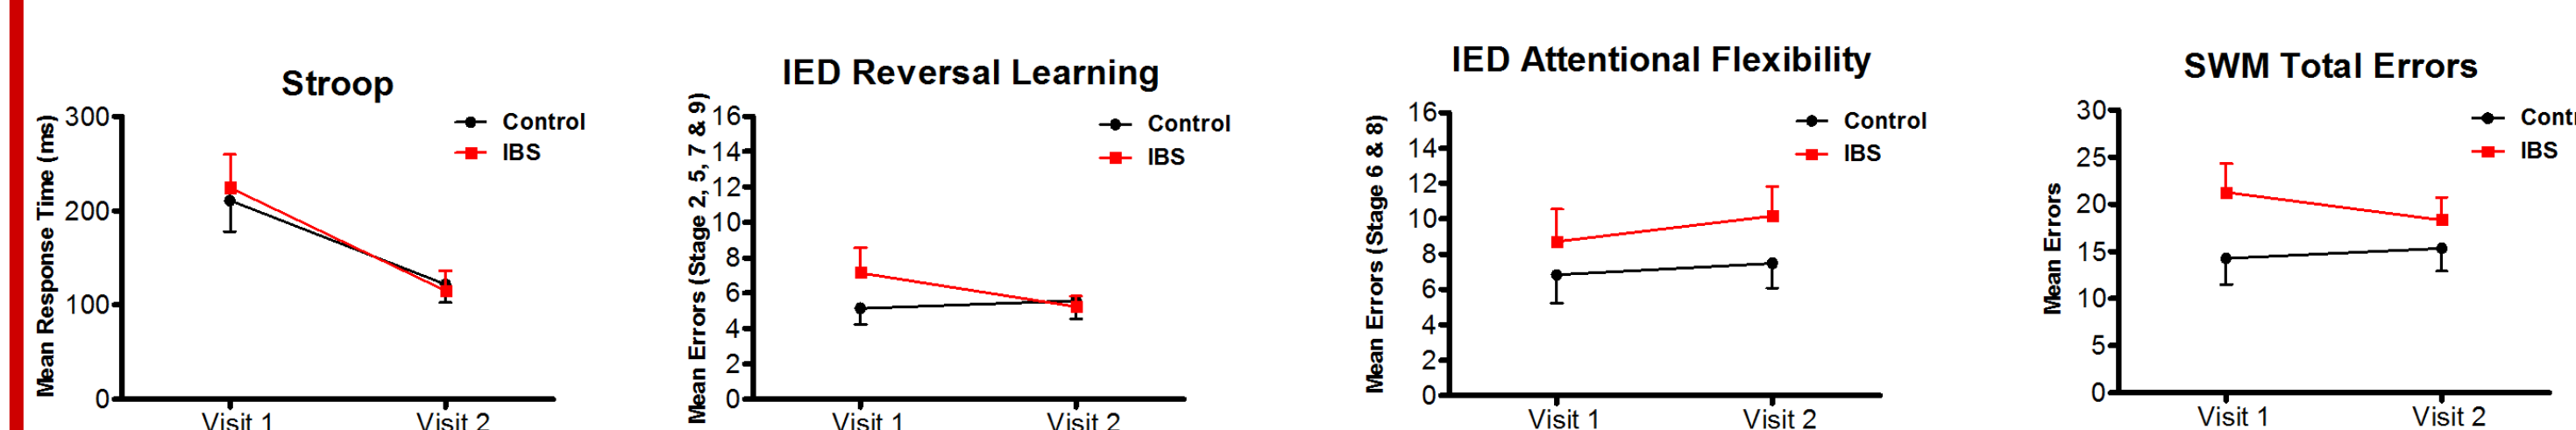 Stroop
Mean Response Time (ms)
300
200
100
0
Control
IBS
Visit 1
Visit 2
IED Reversal Learning
Mean Errors (Stage 2, 5, 7 & 9)
16
14
12
10
8
6
4
2
0
Control
IBS
Visit 1
Visit 2
IED Attentional Flexibility
Mean Errors (Stage 6 & 8)
16
14
12
10
8
6
4
2
0
Control
IBS
Visit 1
Visit 2
SWM Total Errors
Mean Errors
30
25
20
15
10
5
0
Contr
IBS
Visit 1
Visit 2